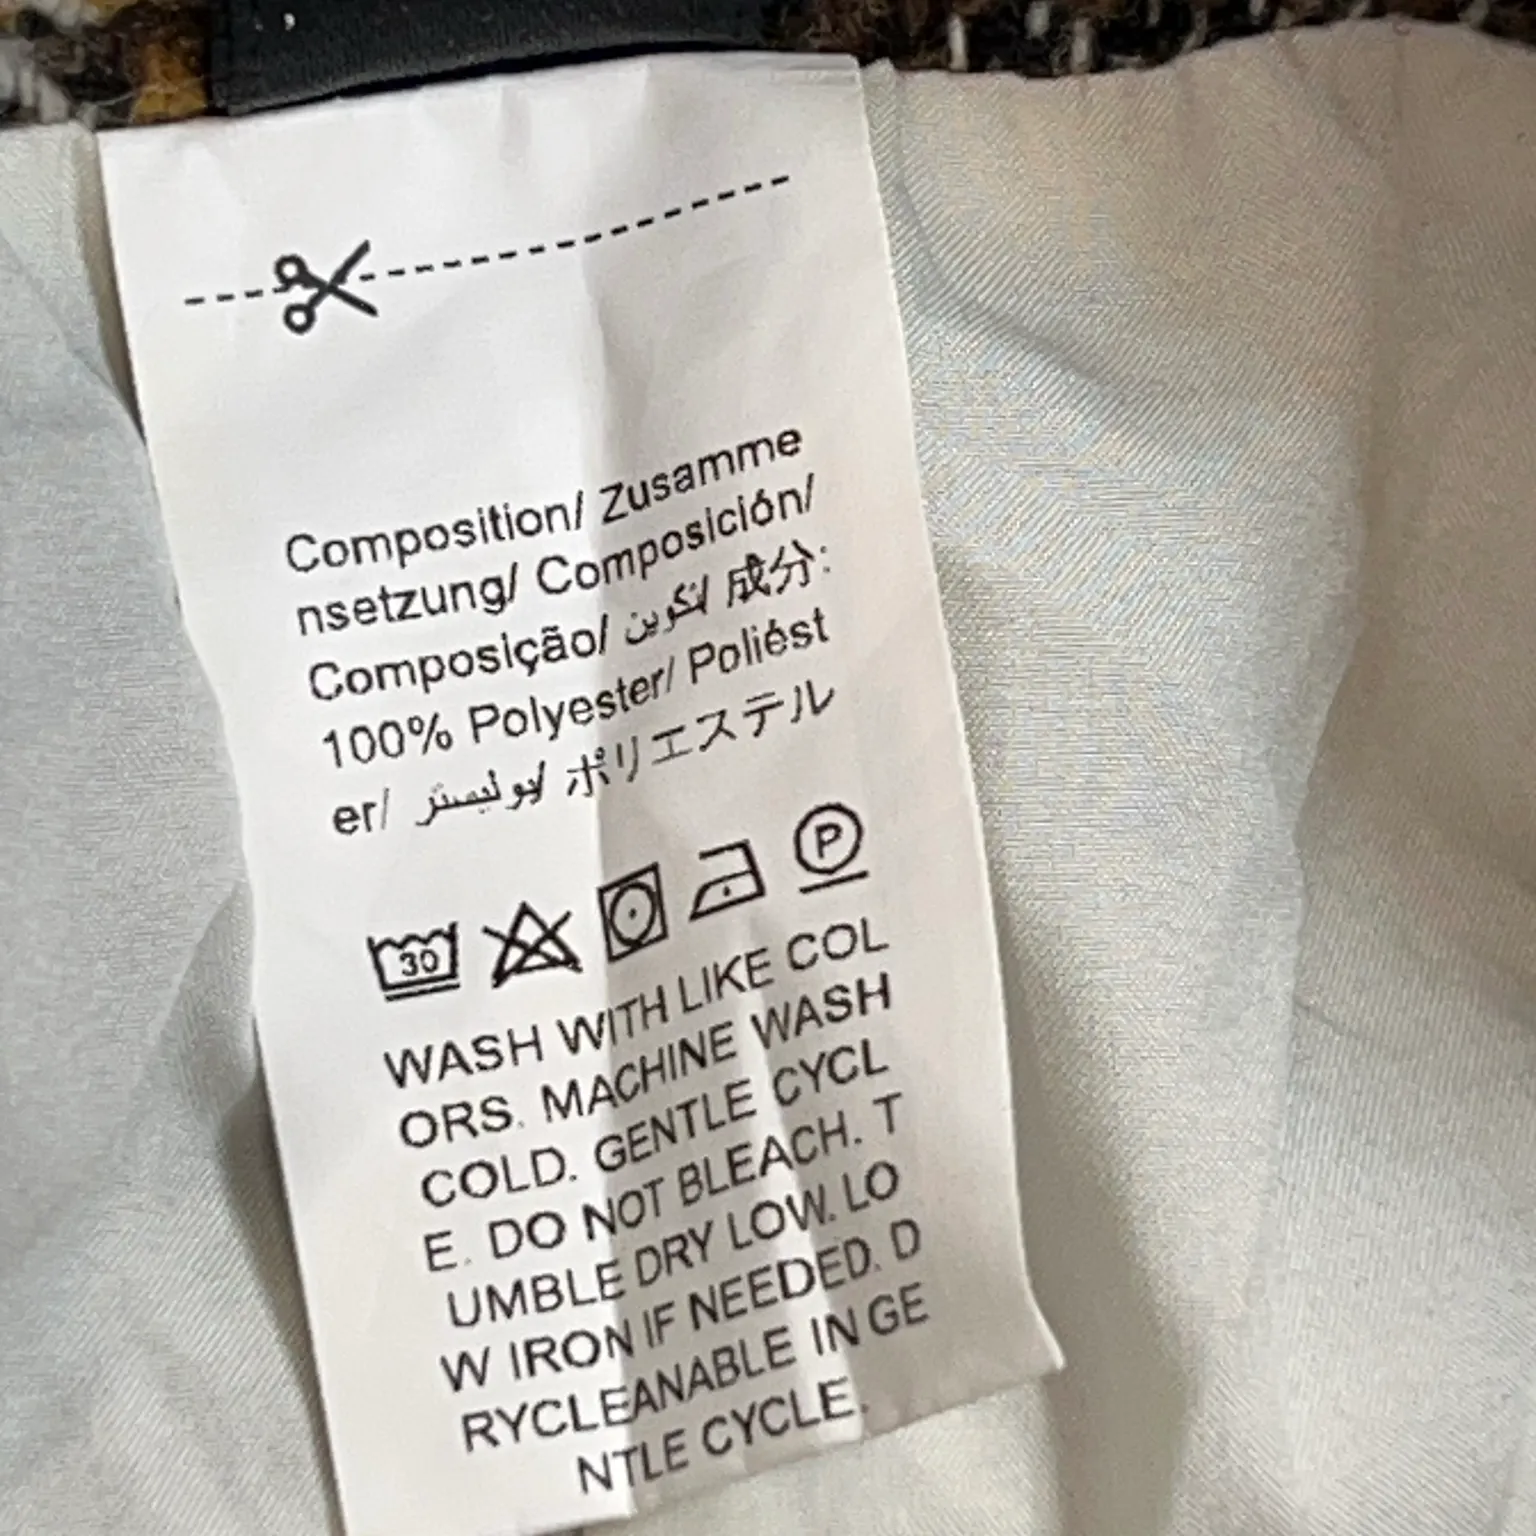 Composition/ Zusamme
nsetzung/ Composición/
Composição/ تكوين/ 成分:
100% Polyester/ Poliést
er/ بوليستر/ ポリエステル
30 P
WASH WITH LIKE COL
ORS. MACHINE WASH
COLD. GENTLE CYCL
E. DO NOT BLEACH. T
UMBLE DRY LOW. LO
W IRON IF NEEDED. D
RYCLEANABLE IN GE
NTLE CYCLE.